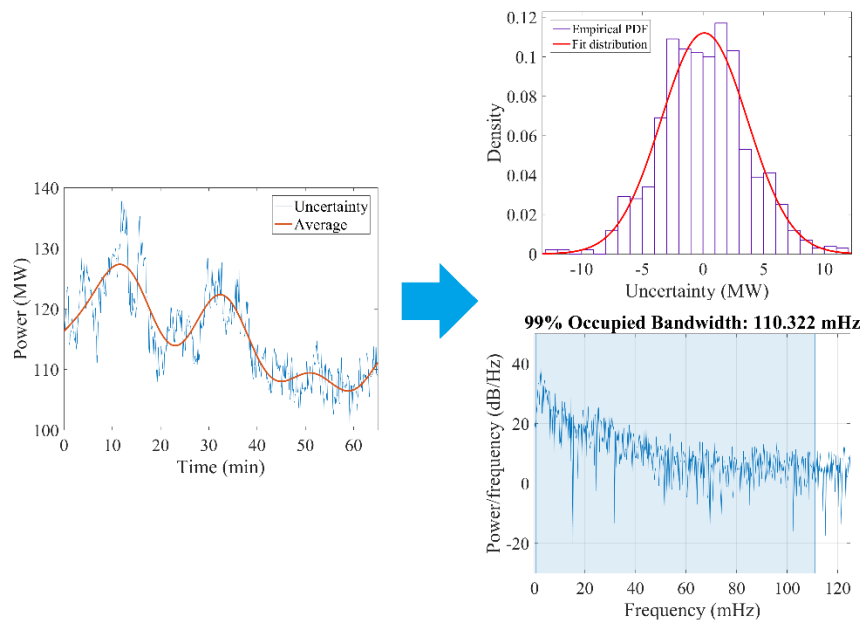 140
130
120
110
100
Power (MW)
Uncertainty
Average
0 10 20 30 40 50 60
Time (min)
0.12
0.1
0.08
0.06
0.04
0.02
0
Density
Empirical PDF
Fit distribution
-10 -5 0 5 10
Uncertainty (MW)
99% Occupied Bandwidth: 110.322 mHz
40
20
0
-20
Power/frequency (dB/Hz)
0 20 40 60 80 100 120
Frequency (mHz)